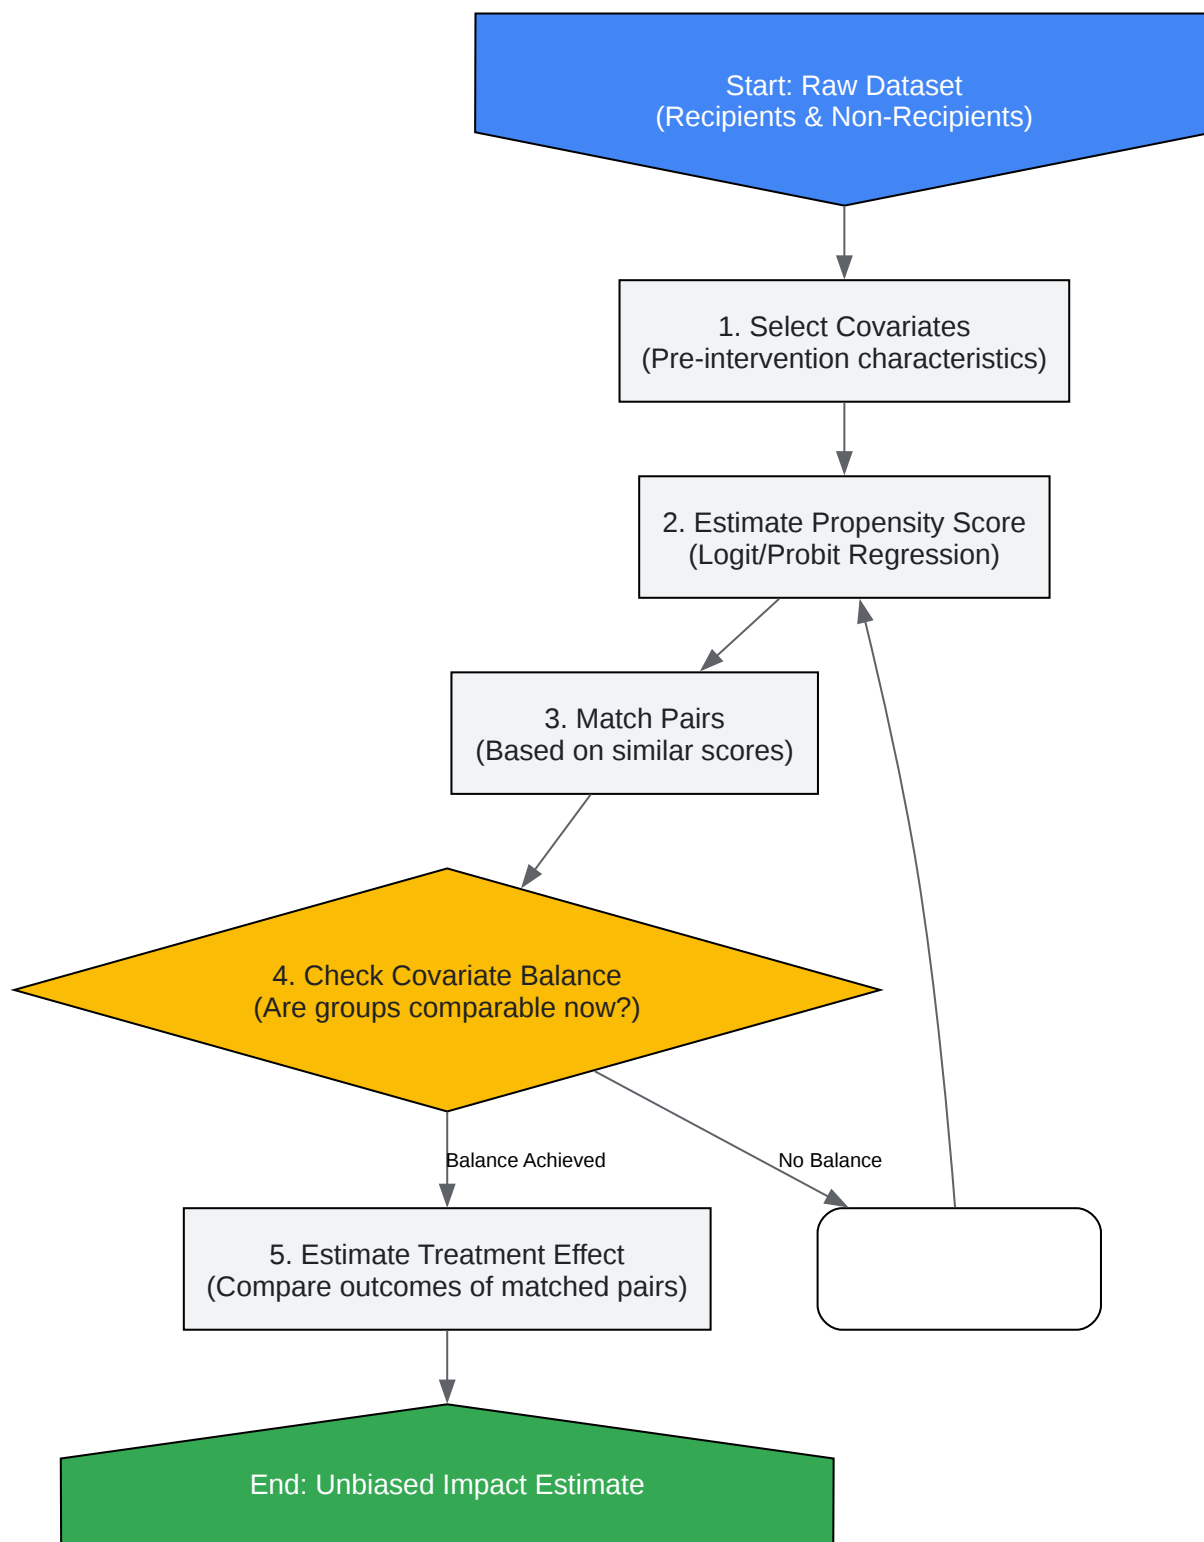 Start: Raw Dataset
(Recipients & Non-Recipients)
1. Select Covariates
(Pre-intervention characteristics)
2. Estimate Propensity Score
(Logit/Probit Regression)
3. Match Pairs
(Based on similar scores)
4. Check Covariate Balance
(Are groups comparable now?)
Balance Achieved
No Balance
5. Estimate Treatment Effect
(Compare outcomes of matched pairs)
End: Unbiased Impact Estimate